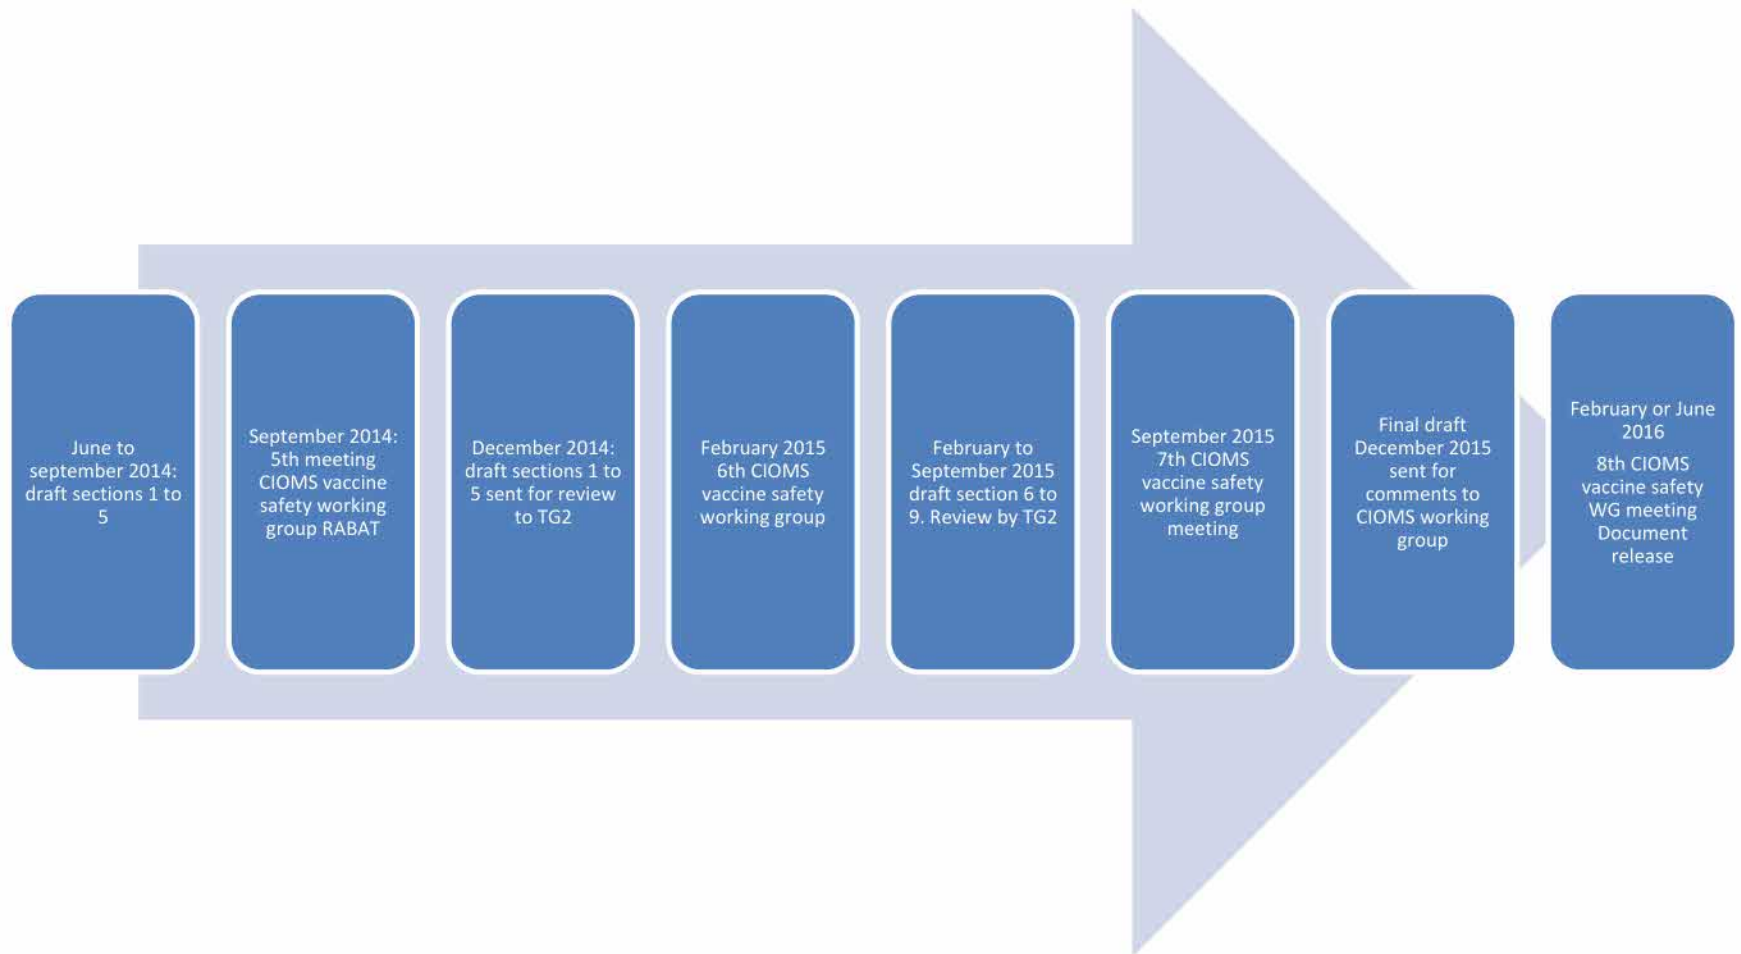 June to
september 2014:
draft sections 1 to
5
September 2014:
5th meeting
CIOMS vaccine
safety working
group RABAT
December 2014:
draft sections 1 to
5 sent for review
to TG2
February 2015
6th CIOMS
vaccine safety
working group
February to
September 2015
draft section 6 to
9. Review by TG2
September 2015
7th CIOMS
vaccine safety
working group
meeting
Final draft
December 2015
sent for
comments to
CIOMS working
group
February or June
2016
8th CIOMS
vaccine safety
WG meeting
Document
release